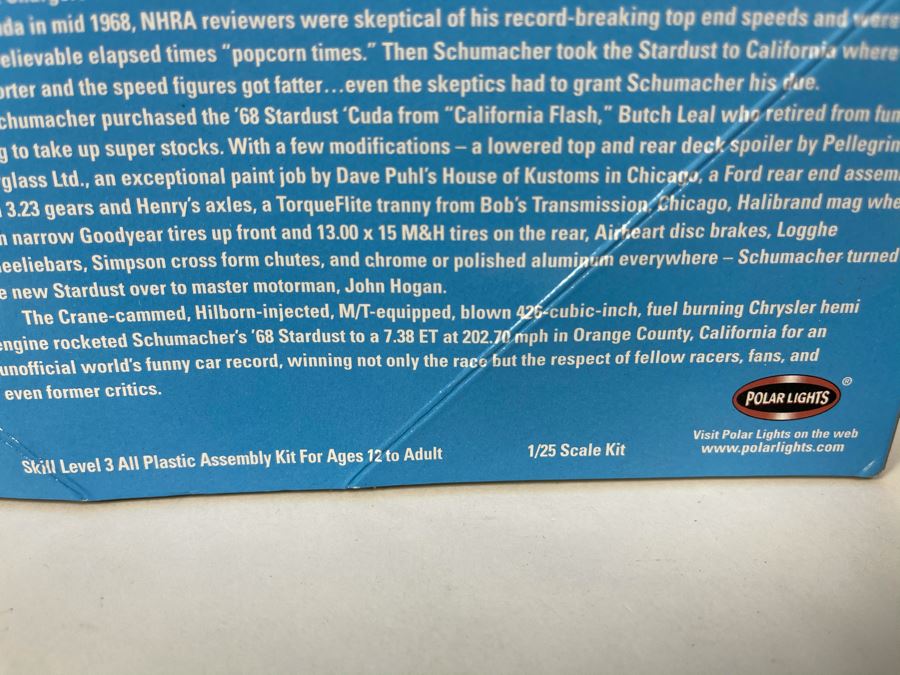 in mid 1968, NHRA reviewers were skeptical of his record-breaking top end speeds and were
elievable elapsed times “popcorn times.” Then Schumacher took the Stardust to California where
orter and the speed figures got fatter...even the skeptics had to grant Schumacher his due.
chumacher purchased the ’68 Stardust ‘Cuda from “California Flash,” Butch Leal who retired from fun
g to take up super stocks. With a few modifications – a lowered top and rear deck spoiler by Pellegrin
glass Ltd., an exceptional paint job by Dave Puhl’s House of Kustoms in Chicago, a Ford rear end assem
3.23 gears and Henry’s axles, a TorqueFlite tranny from Bob’s Transmission, Chicago, Halibrand mag whe
n narrow Goodyear tires up front and 13.00 x 15 M&H tires on the rear, Airheart disc brakes, Logghe
eeliebars, Simpson cross form chutes, and chrome or polished aluminum everywhere – Schumacher turned
e new Stardust over to master motorman, John Hogan.
The Crane-cammed, Hilborn-injected, M/T-equipped, blown 426-cubic-inch, fuel burning Chrysler hemi
engine rocketed Schumacher’s ’68 Stardust to a 7.38 ET at 202.70 mph in Orange County, California for an
unofficial world’s funny car record, winning not only the race but the respect of fellow racers, fans, and
even former critics.
POLAR LIGHTS ®
Visit Polar Lights on the web
www.polarlights.com
Skill Level 3 All Plastic Assembly Kit For Ages 12 to Adult
1/25 Scale Kit